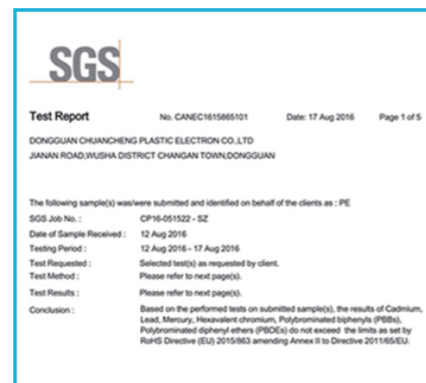 SGS
Test Report No. CANEC1615865101 Date: 17 Aug 2016 Page 1 of 5
DONGGUAN CHUANCHENG PLASTIC ELECTRON CO.,LTD
JIANAN ROAD,WUSHA DISTRICT CHANGAN TOWN,DONGGUAN
The following sample(s) was/were submitted and identified on behalf of the clients as : PE
SGS Job No. : CP16-051522 - SZ
Date of Sample Received : 12 Aug 2016
Testing Period : 12 Aug 2016 - 17 Aug 2016
Test Requested : Selected test(s) as requested by client.
Test Method : Please refer to next page(s).
Test Results : Please refer to next page(s).
Conclusion : Based on the performed tests on submitted sample(s), the results of Cadmium,
Lead, Mercury, Hexavalent chromium, Polybrominated biphenyls (PBBs),
Polybrominated diphenyl ethers (PBDEs) do not exceed the limits as set by
RoHS Directive (EU) 2015/863 amending Annex II to Directive 2011/65/EU.